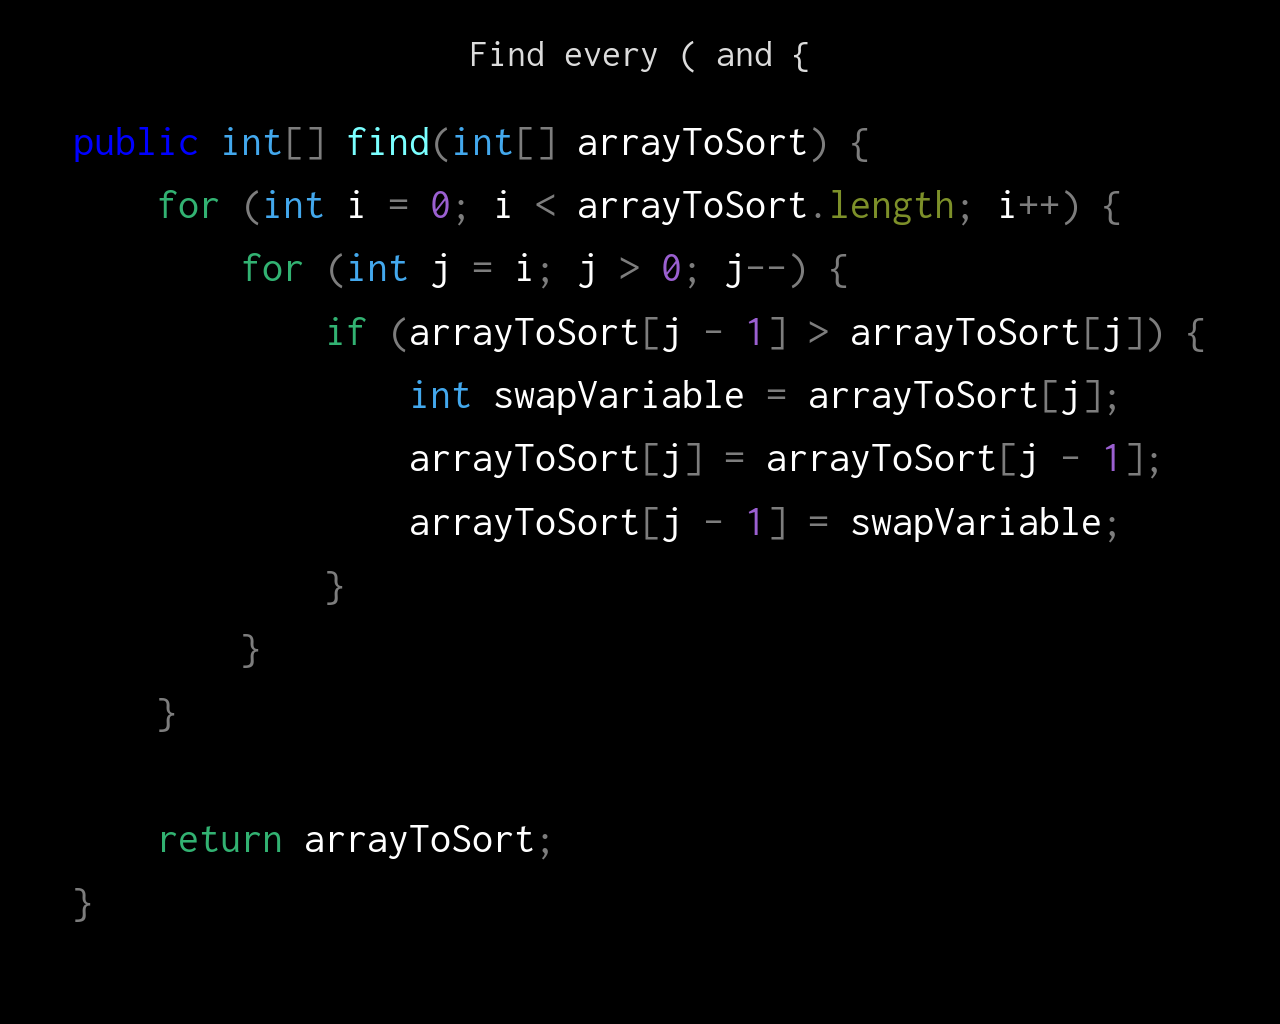 Find every ( and {
public int[] find(int[] arrayToSort) {
    for (int i = 0; i < arrayToSort.length; i++) {
        for (int j = i; j > 0; j--) {
            if (arrayToSort[j - 1] > arrayToSort[j]) {
                int swapVariable = arrayToSort[j];
                arrayToSort[j] = arrayToSort[j - 1];
                arrayToSort[j - 1] = swapVariable;
            }
        }
    }

    return arrayToSort;
}